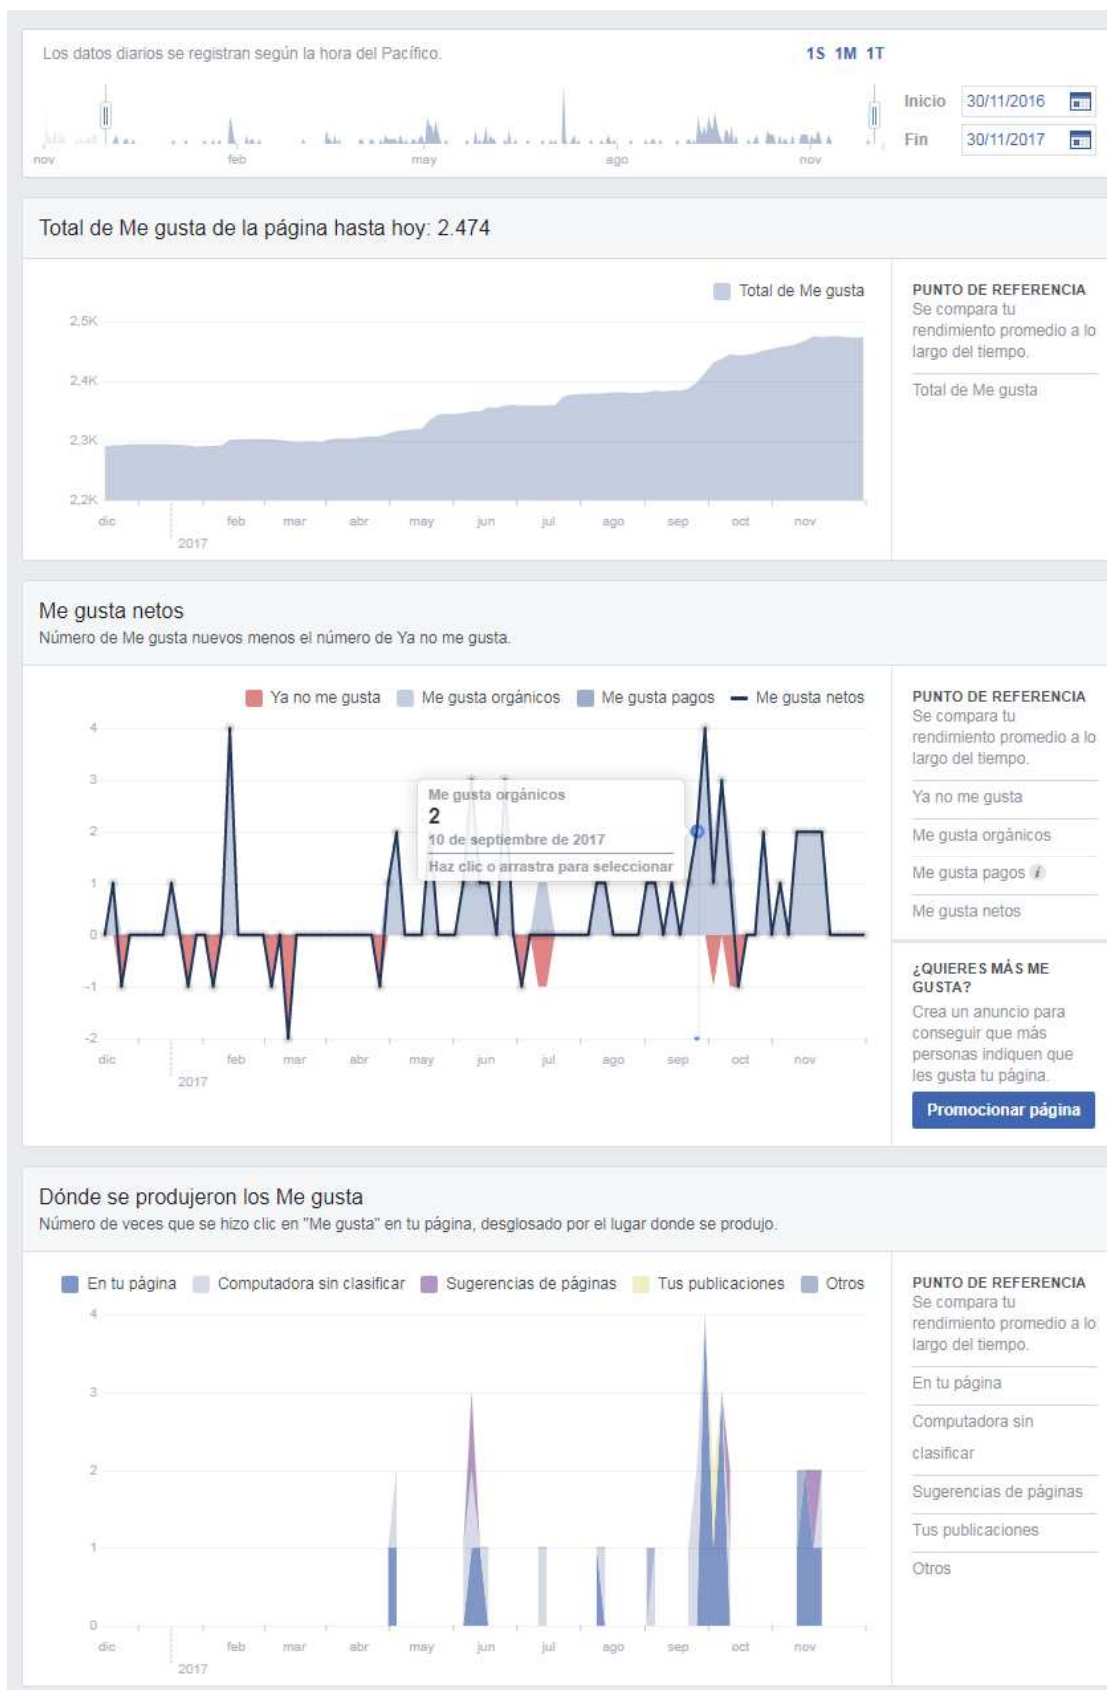 Los datos diarios se registran según la hora del Pacífico.
1S 1M 1T
Inicio 30/11/2016
Fin 30/11/2017
nov feb may ago nov
Total de Me gusta de la página hasta hoy: 2.474
Total de Me gusta
2,5K
2,4K
2,3K
2,2K
dic feb mar abr may jun jul ago sep oct nov
2017
PUNTO DE REFERENCIA
Se compara tu
rendimiento promedio a lo
largo del tiempo.
Total de Me gusta
Me gusta netos
Número de Me gusta nuevos menos el número de Ya no me gusta.
Ya no me gusta Me gusta orgánicos Me gusta pagos Me gusta netos
4
3
2
1
0
-1
-2
Me gusta orgánicos
2
10 de septiembre de 2017
Haz clic o arrastra para seleccionar
dic feb mar abr may jun jul ago sep oct nov
2017
PUNTO DE REFERENCIA
Se compara tu
rendimiento promedio a lo
largo del tiempo.
Ya no me gusta
Me gusta orgánicos
Me gusta pagos i
Me gusta netos
¿QUIERES MÁS ME
GUSTA?
Crea un anuncio para
conseguir que más
personas indiquen que
les gusta tu página.
Promocionar página
Dónde se produjeron los Me gusta
Número de veces que se hizo clic en "Me gusta" en tu página, desglosado por el lugar donde se produjo.
En tu página Computadora sin clasificar Sugerencias de páginas Tus publicaciones Otros
4
3
2
1
0
dic feb mar abr may jun jul ago sep oct nov
2017
PUNTO DE REFERENCIA
Se compara tu
rendimiento promedio a lo
largo del tiempo.
En tu página
Computadora sin
clasificar
Sugerencias de páginas
Tus publicaciones
Otros